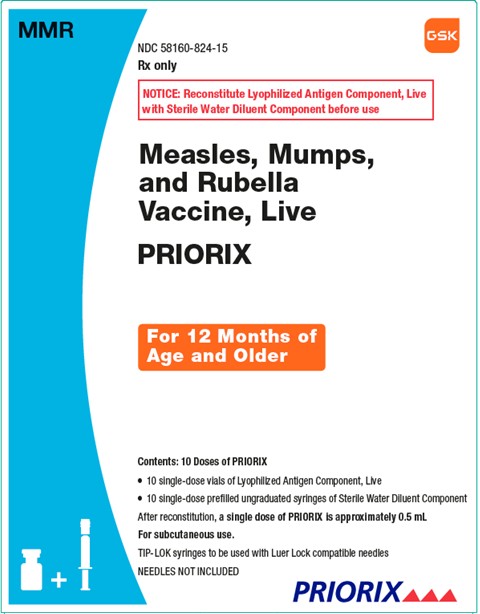 MMR
GSK
NDC 58160-824-15
Rx only
NOTICE: Reconstitute Lyophilized Antigen Component, Live
with Sterile Water Diluent Component before use
Measles, Mumps,
and Rubella
Vaccine, Live
PRIORIX
For 12 Months of
Age and Older
Contents: 10 Doses of PRIORIX
• 10 single-dose vials of Lyophilized Antigen Component, Live
• 10 single-dose prefilled ungraduated syringes of Sterile Water Diluent Component
After reconstitution, a single dose of PRIORIX is approximately 0.5 mL
For subcutaneous use.
TIP-LOK syringes to be used with Luer Lock compatible needles
NEEDLES NOT INCLUDED
+
PRIORIX